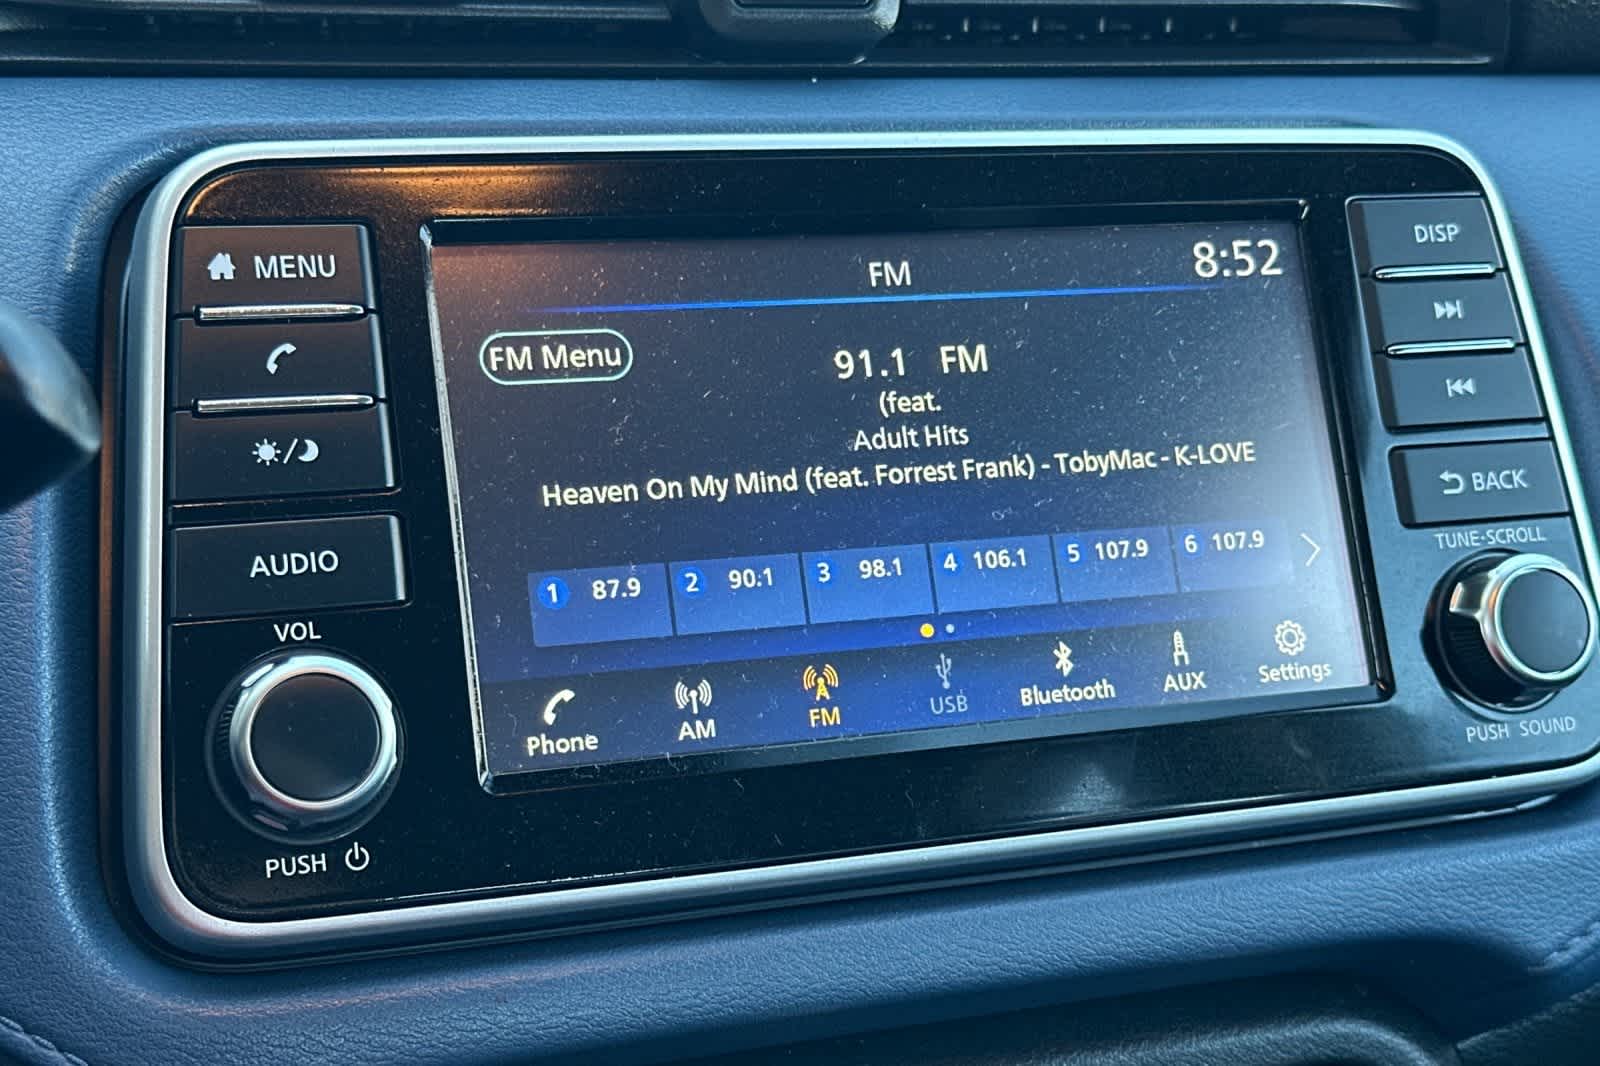 MENU
AUDIO
VOL
PUSH
FM
8:52
FM Menu
91.1 FM
(feat.
Adult Hits
Heaven On My Mind (feat. Forrest Frank) - TobyMac - K-LOVE
1 87.9 2 90.1 3 98.1 4 106.1 5 107.9 6 107.9
Phone AM FM USB Bluetooth AUX Settings
DISP
BACK
TUNE-SCROLL
PUSH SOUND